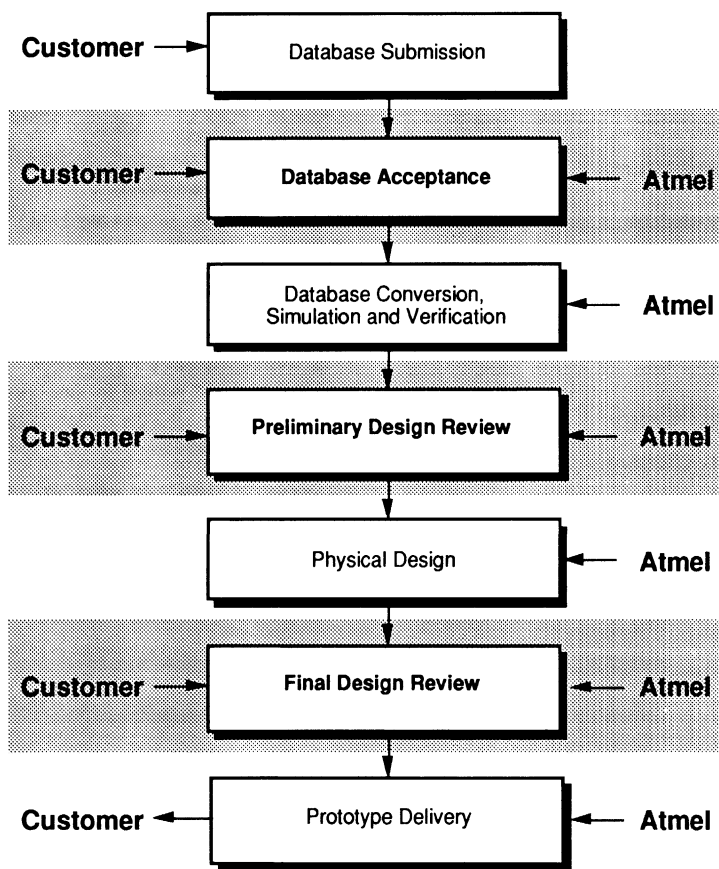 Customer
Database Submission
Customer
Database Acceptance
Atmel
Database Conversion,
Simulation and Verification
Atmel
Customer
Preliminary Design Review
Atmel
Physical Design
Atmel
Customer
Final Design Review
Atmel
Customer
Prototype Delivery
Atmel